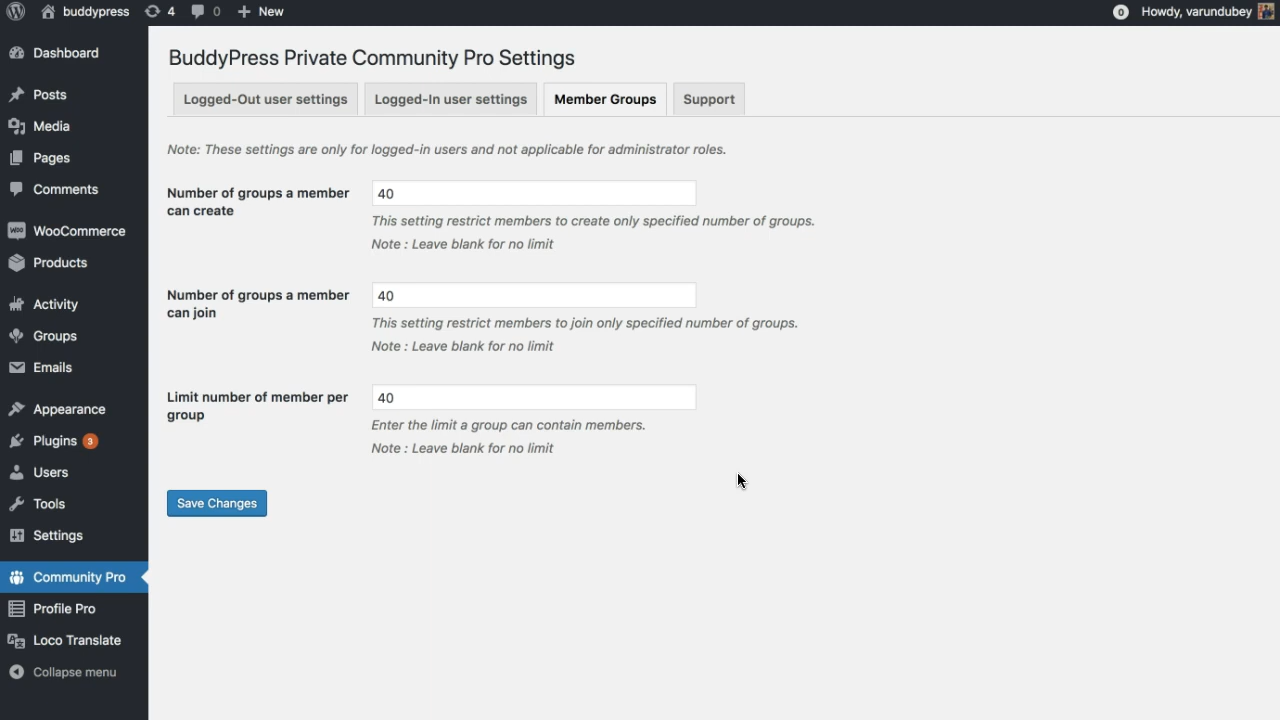 buddypress 4 0 New 0 Howdy, varundubey
Dashboard
Posts
Media
Pages
Comments
WooCommerce
Products
Activity
Groups
Emails
Appearance
Plugins 3
Users
Tools
Settings
Community Pro
Profile Pro
Loco Translate
Collapse menu
BuddyPress Private Community Pro Settings
Logged-Out user settings Logged-In user settings Member Groups Support
Note: These settings are only for logged-in users and not applicable for administrator roles.
Number of groups a member
can create
40
This setting restrict members to create only specified number of groups.
Note : Leave blank for no limit
Number of groups a member
can join
40
This setting restrict members to join only specified number of groups.
Note : Leave blank for no limit
Limit number of member per
group
40
Enter the limit a group can contain members.
Note : Leave blank for no limit
Save Changes